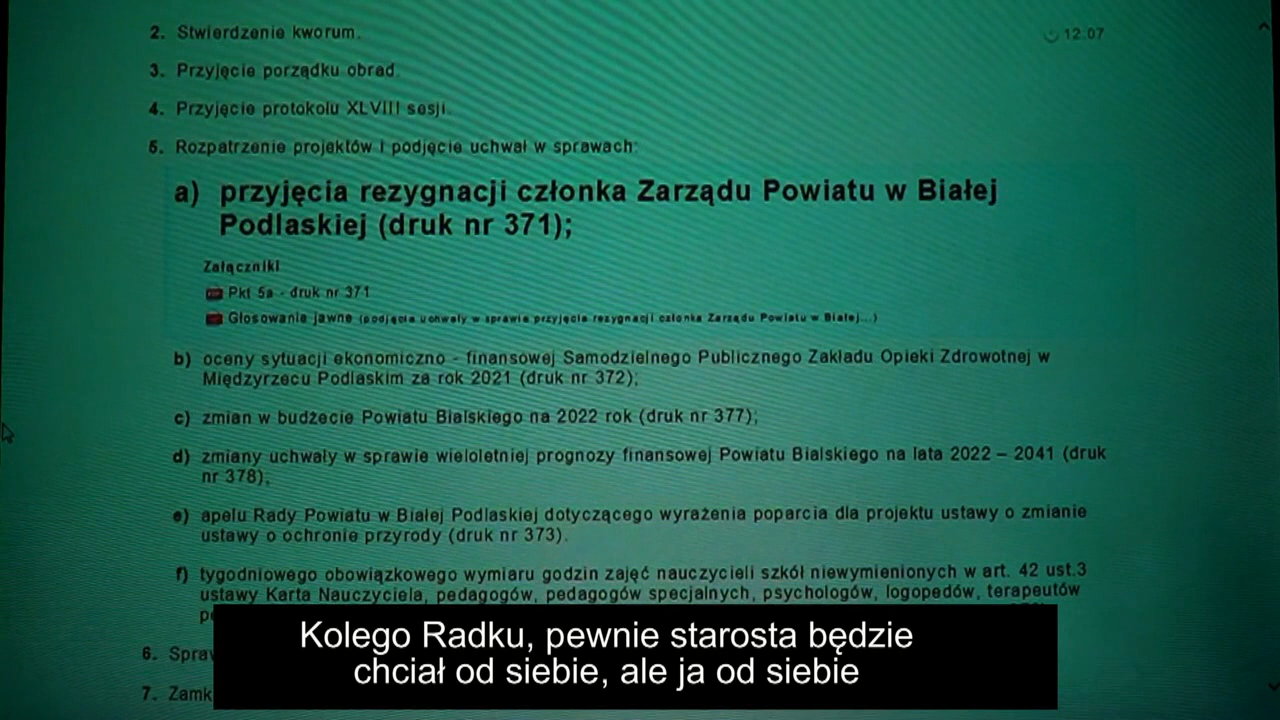 2. Stwierdzenie kworum.
12:07
3. Przyjęcie porządku obrad.
4. Przyjęcie protokołu XLVIII sesji.
5. Rozpatrzenie projektów i podjęcie uchwał w sprawach:
a) przyjęcia rezygnacji członka Zarządu Powiatu w Białej
Podlaskiej (druk nr 371);
Załączniki
Pkt 5a - druk nr 371
Głosowanie jawne (podjęcia uchwały w sprawie przyjęcia rezygnacji członka Zarządu Powiatu w Białej...)
b) oceny sytuacji ekonomiczno - finansowej Samodzielnego Publicznego Zakładu Opieki Zdrowotnej w
Międzyrzecu Podlaskim za rok 2021 (druk nr 372);
c) zmian w budżecie Powiatu Bialskiego na 2022 rok (druk nr 377);
d) zmiany uchwały w sprawie wieloletniej prognozy finansowej Powiatu Bialskiego na lata 2022 – 2041 (druk
nr 378);
e) apelu Rady Powiatu w Białej Podlaskiej dotyczącego wyrażenia poparcia dla projektu ustawy o zmianie
ustawy o ochronie przyrody (druk nr 373).
f) tygodniowego obowiązkowego wymiaru godzin zajęć nauczycieli szkół niewymienionych w art. 42 ust.3
ustawy Karta Nauczyciela, pedagogów, pedagogów specjalnych, psychologów, logopedów, terapeutów
6.
7.
Kolego Radku, pewnie starosta będzie
chciał od siebie, ale ja od siebie